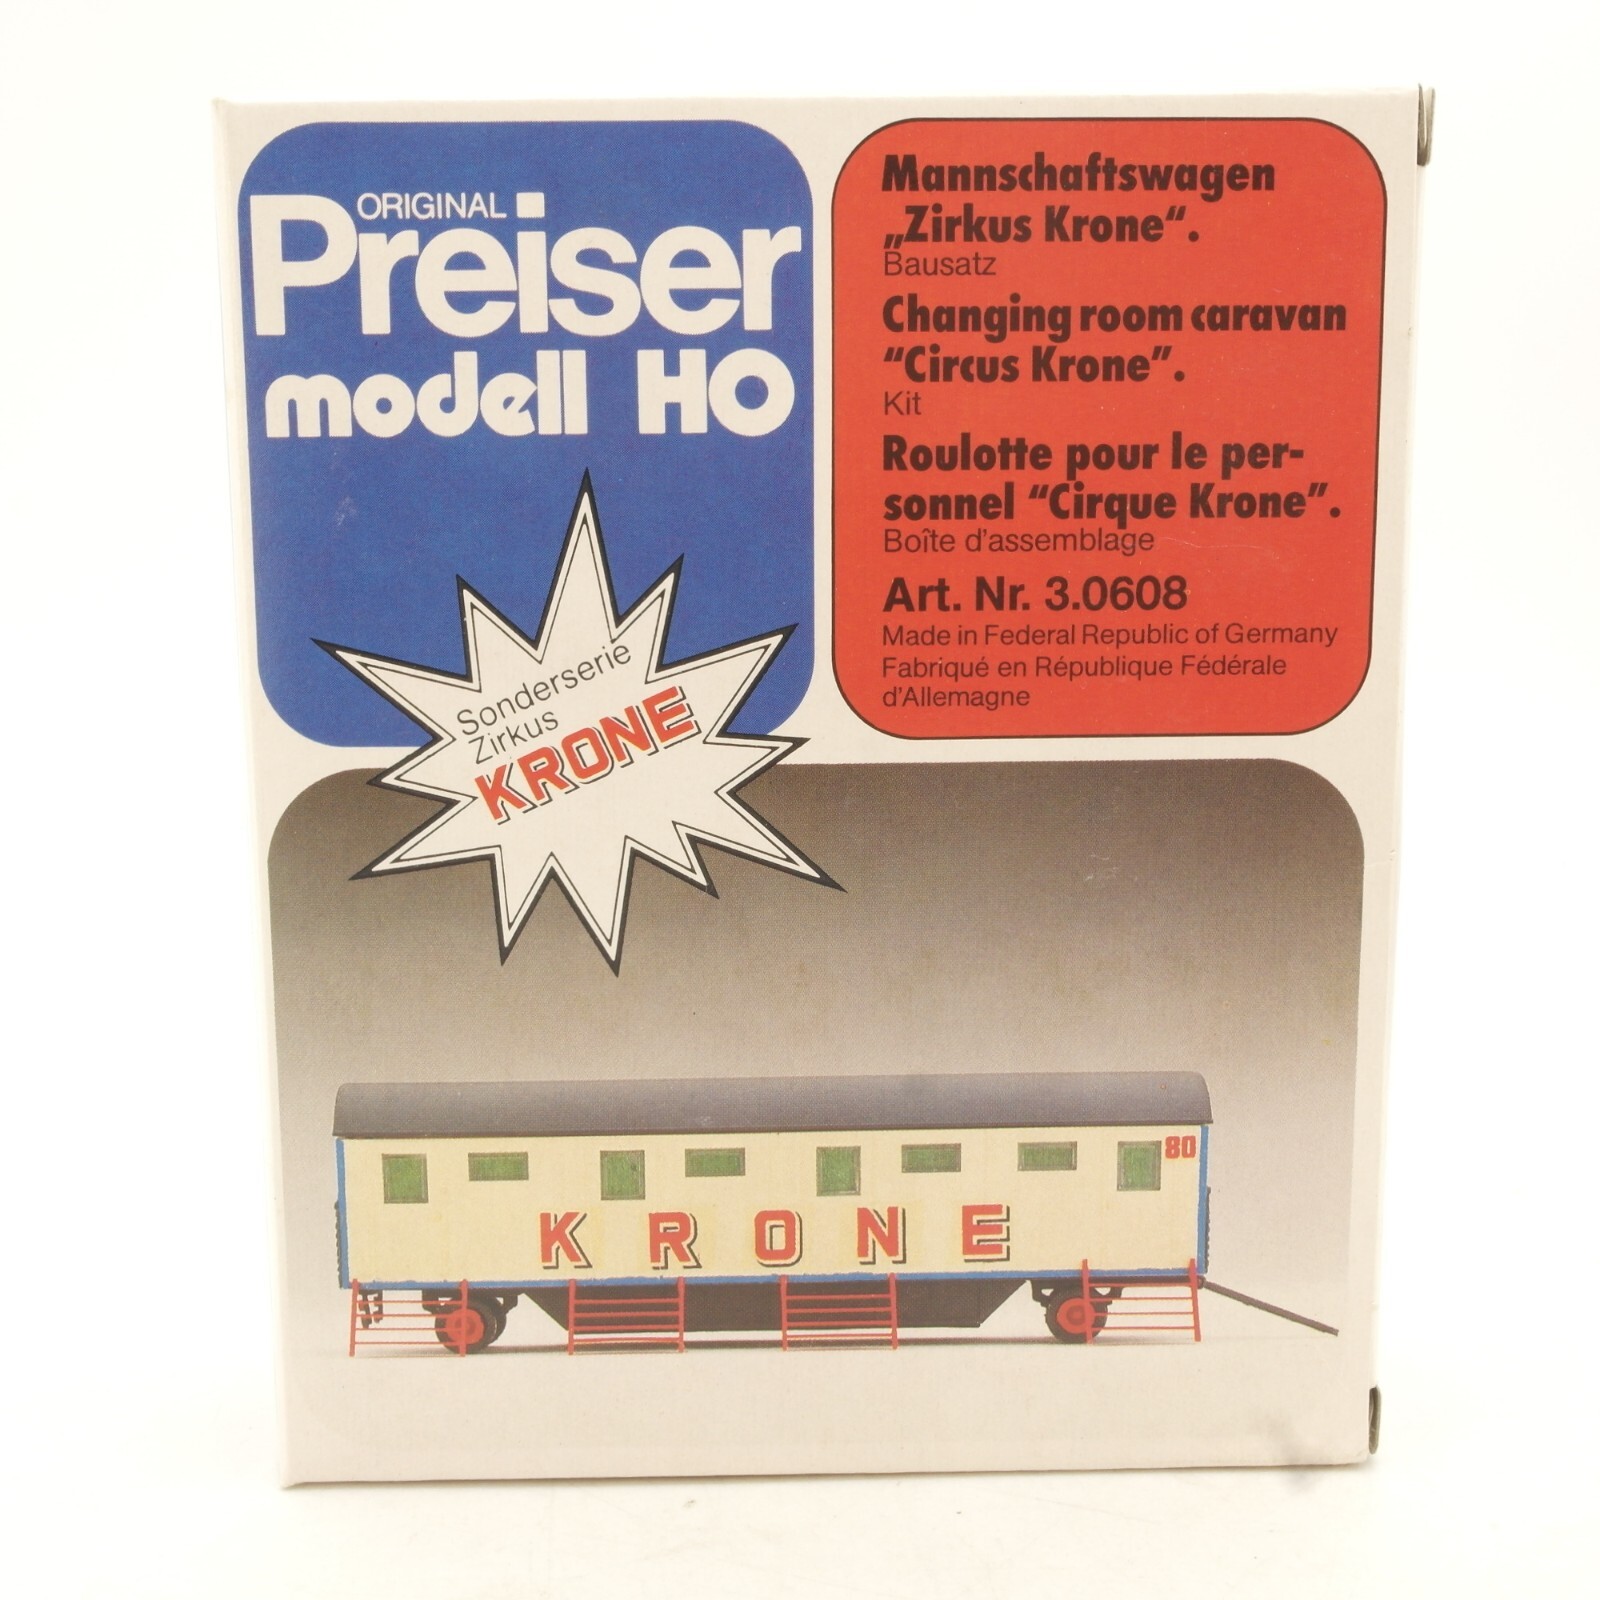 ORIGINAL
Preiser
modell HO
Sonderserie
Zirkus
KRONE
Mannschaftswagen
„Zirkus Krone“.
Bausatz
Changing room caravan
“Circus Krone”.
Kit
Roulotte pour le per-
sonnel “Cirque Krone”.
Boîte d'assemblage
Art. Nr. 3.0608
Made in Federal Republic of Germany
Fabriqué en République Fédérale
d'Allemagne
80
KRONE